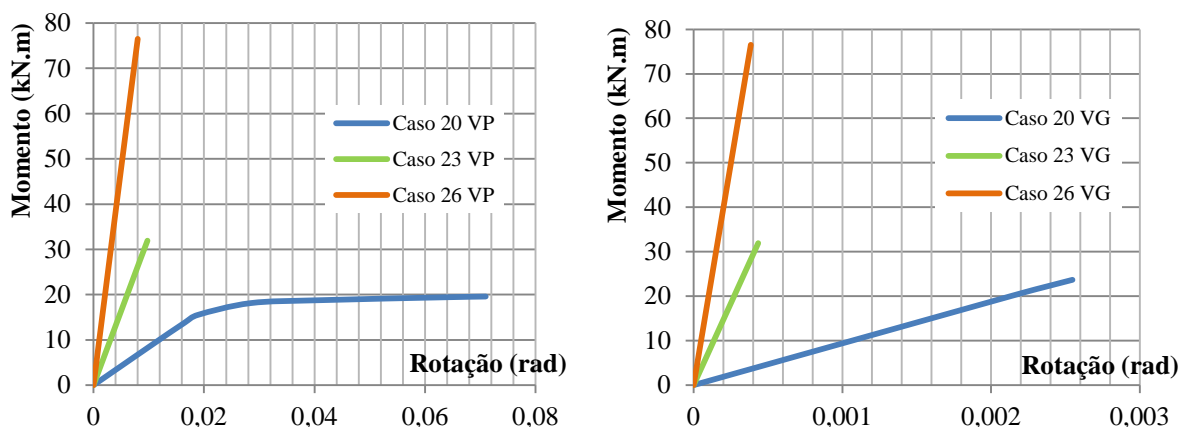 Momento (kN.m)
80
70
60
50
40
30
20
10
0
Caso 20 VP
Caso 23 VP
Caso 26 VP
Rotação (rad)
0 0,02 0,04 0,06 0,08
Momento (kN.m)
80
70
60
50
40
30
20
10
0
Caso 20 VG
Caso 23 VG
Caso 26 VG
Rotação (rad)
0 0,001 0,002 0,003